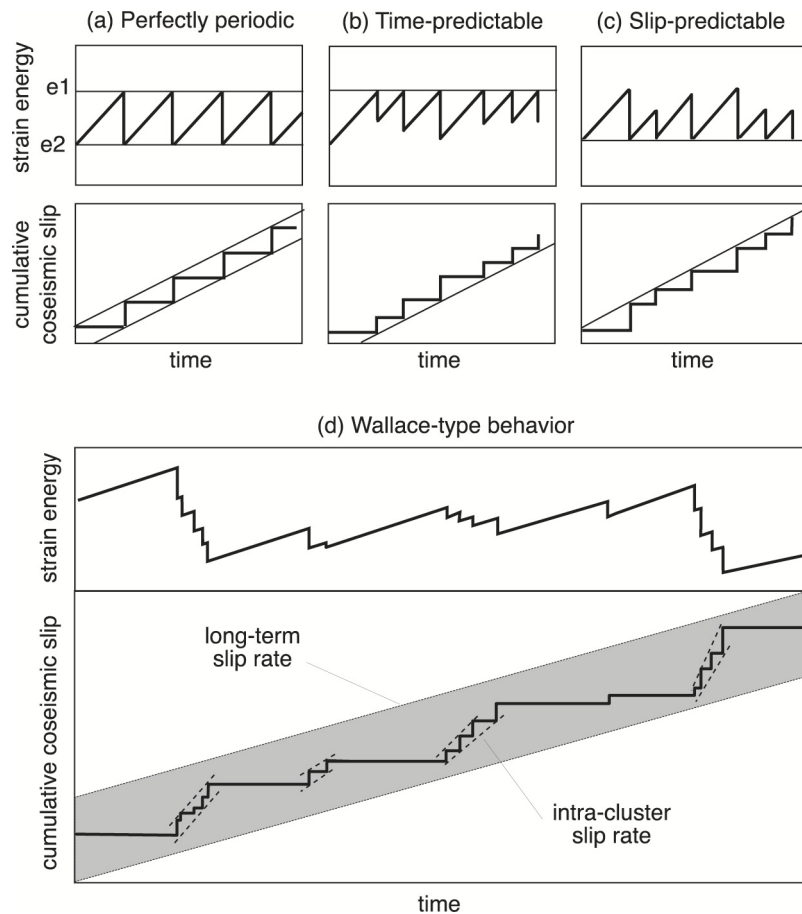 (a) Perfectly periodic
(b) Time-predictable
(c) Slip-predictable
strain energy
e1
e2
cumulative
coseismic slip
time
time
time
(d) Wallace-type behavior
strain energy
cumulative coseismic slip
long-term
slip rate
intra-cluster
slip rate
time